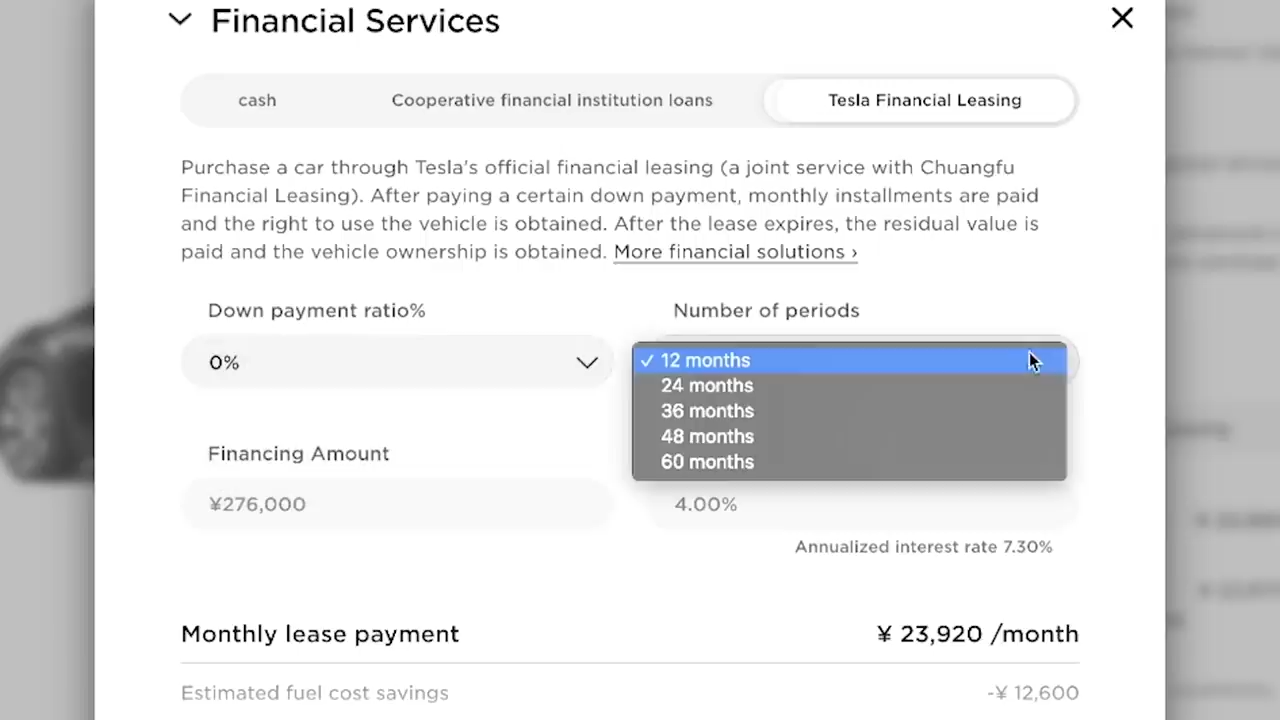 Financial Services
cash
Cooperative financial institution loans
Tesla Financial Leasing
Purchase a car through Tesla's official financial leasing (a joint service with Chuangfu
Financial Leasing). After paying a certain down payment, monthly installments are paid
and the right to use the vehicle is obtained. After the lease expires, the residual value is
paid and the vehicle ownership is obtained. More financial solutions ›
Down payment ratio%
Number of periods
0%
✓ 12 months
24 months
36 months
48 months
60 months
Financing Amount
¥276,000
4.00%
Annualized interest rate 7.30%
Monthly lease payment
¥ 23,920 /month
Estimated fuel cost savings
-¥ 12,600